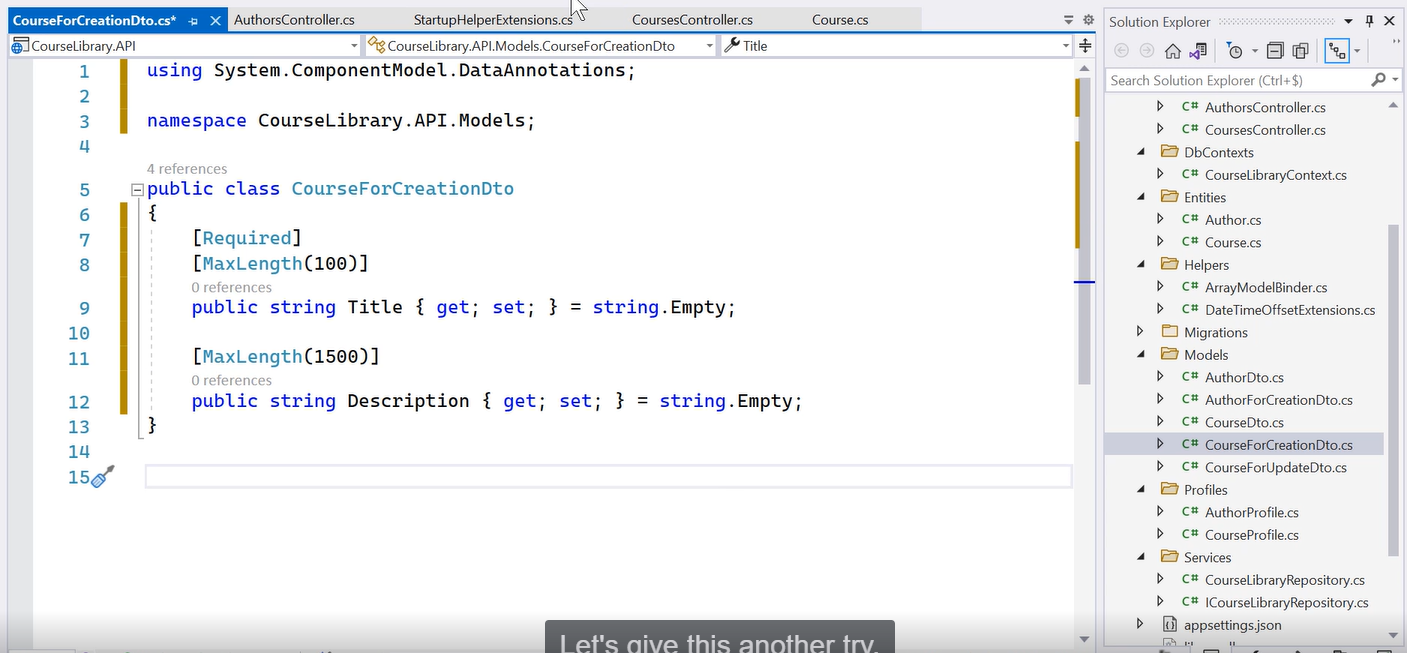 CourseForCreationDto.cs*
AuthorsController.cs
StartupHelperExtensions.cs
CoursesController.cs
Course.cs
CourseLibrary.API
CourseLibrary.API.Models.CourseForCreationDto
Title
1 using System.ComponentModel.DataAnnotations;
2
3 namespace CourseLibrary.API.Models;
4
4 references
5 public class CourseForCreationDto
6 {
7 [Required]
8 [MaxLength(100)]
0 references
9 public string Title { get; set; } = string.Empty;
10
11 [MaxLength(1500)]
0 references
12 public string Description { get; set; } = string.Empty;
13 }
14
15
Let's give this another try.
Solution Explorer
Search Solution Explorer (Ctrl+$)
C# AuthorsController.cs
C# CoursesController.cs
DbContexts
C# CourseLibraryContext.cs
Entities
C# Author.cs
C# Course.cs
Helpers
C# ArrayModelBinder.cs
C# DateTimeOffsetExtensions.cs
Migrations
Models
C# AuthorDto.cs
C# AuthorForCreationDto.cs
C# CourseDto.cs
C# CourseForCreationDto.cs
C# CourseForUpdateDto.cs
Profiles
C# AuthorProfile.cs
C# CourseProfile.cs
Services
C# CourseLibraryRepository.cs
C# ICourseLibraryRepository.cs
appsettings.json